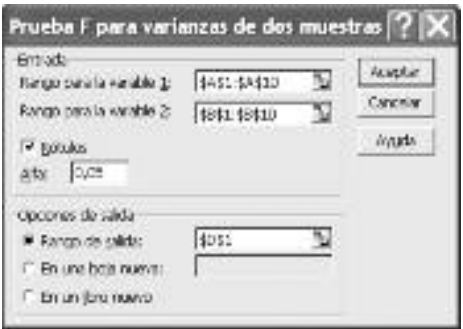 Prueba F para varianzas de dos muestras
Entrada
Rango para la variable 1: $A$1:$A$10
Rango para la variable 2: $B$1:$B$10
Rótulos
Alfa: 0,05
Aceptar
Cancelar
Ayuda
Opciones de salida
Rango de salida: $D$1
En una hoja nueva:
En un libro nuevo